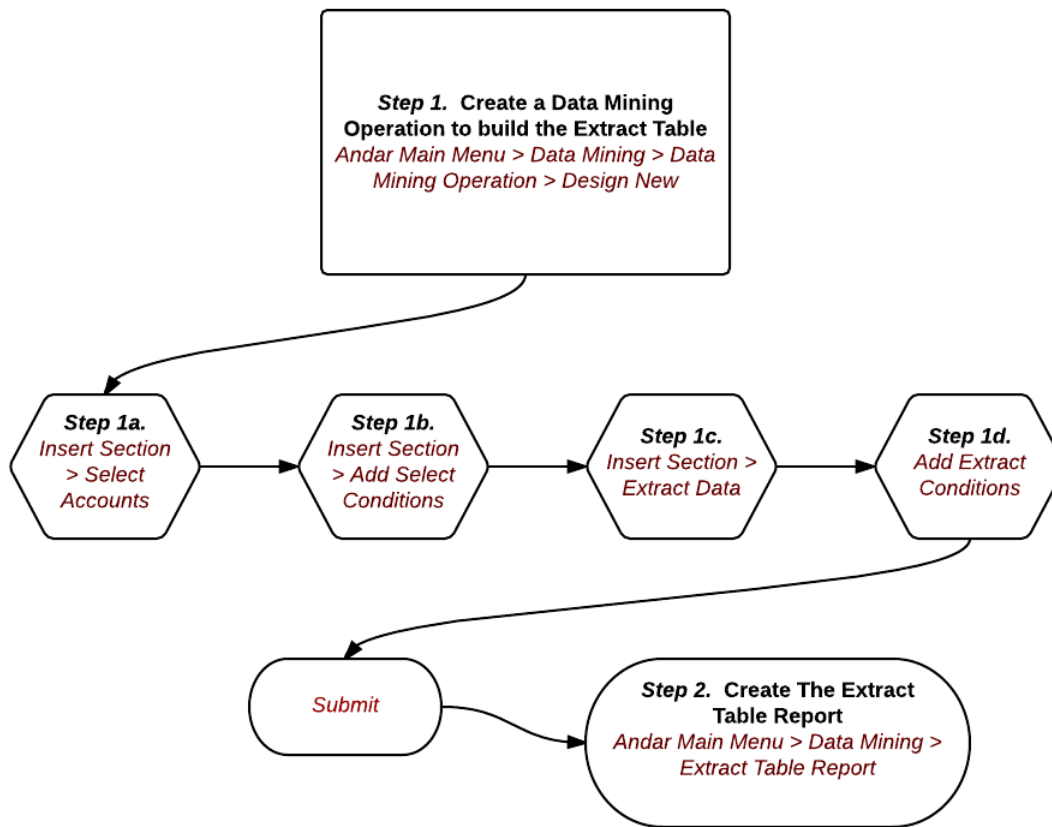 Step 1. Create a Data Mining
Operation to build the Extract Table
Andar Main Menu > Data Mining > Data
Mining Operation > Design New
Step 1a.
Insert Section
> Select
Accounts
Step 1b.
Insert Section
> Add Select
Conditions
Step 1c.
Insert Section >
Extract Data
Step 1d.
Add Extract
Conditions
Submit
Step 2. Create The Extract
Table Report
Andar Main Menu > Data Mining >
Extract Table Report